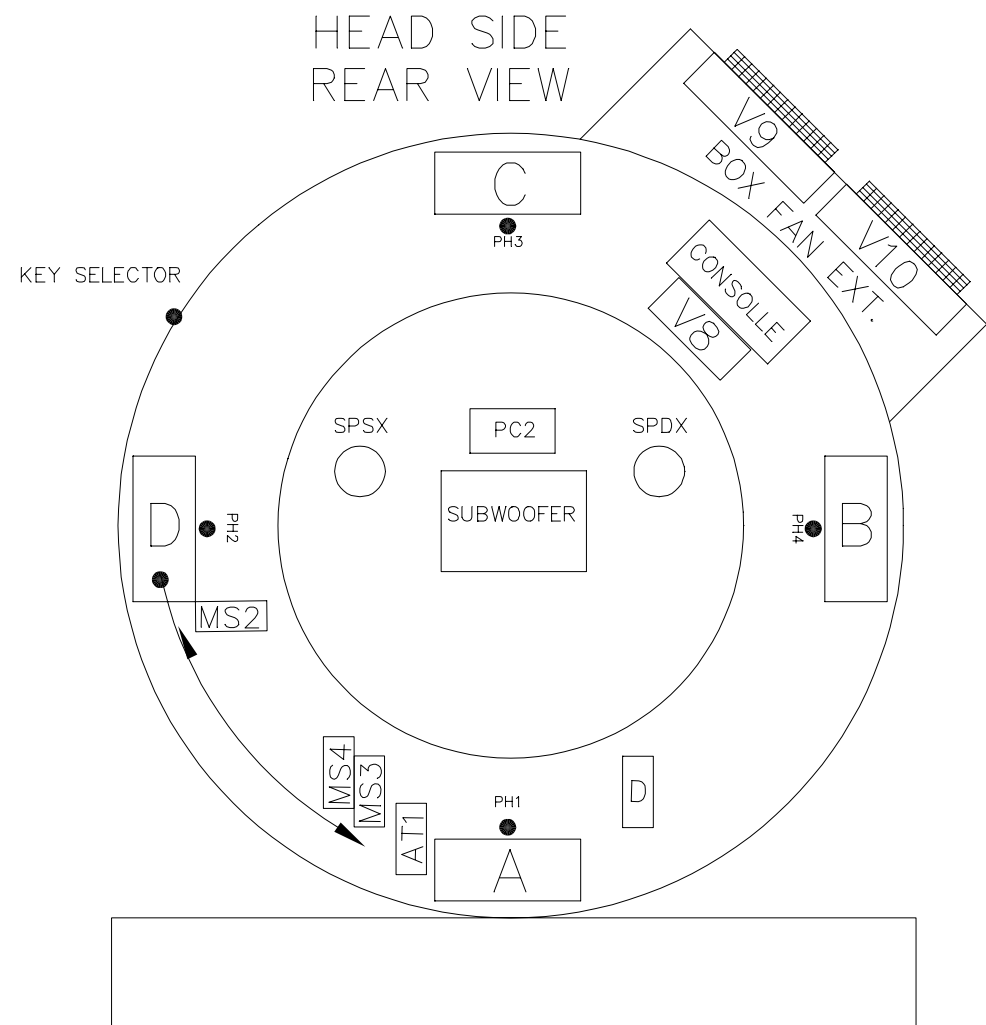 HEAD SIDE
REAR VIEW
V9
BOX FAN EXT.
V10
C
PH3
CONSOLLE
V8
KEY SELECTOR
SPSX
PC2
SPDX
SUBWOOFER
D
PH2
PH4
B
MS2
MS4
MS3
AT1
PH1
D
A